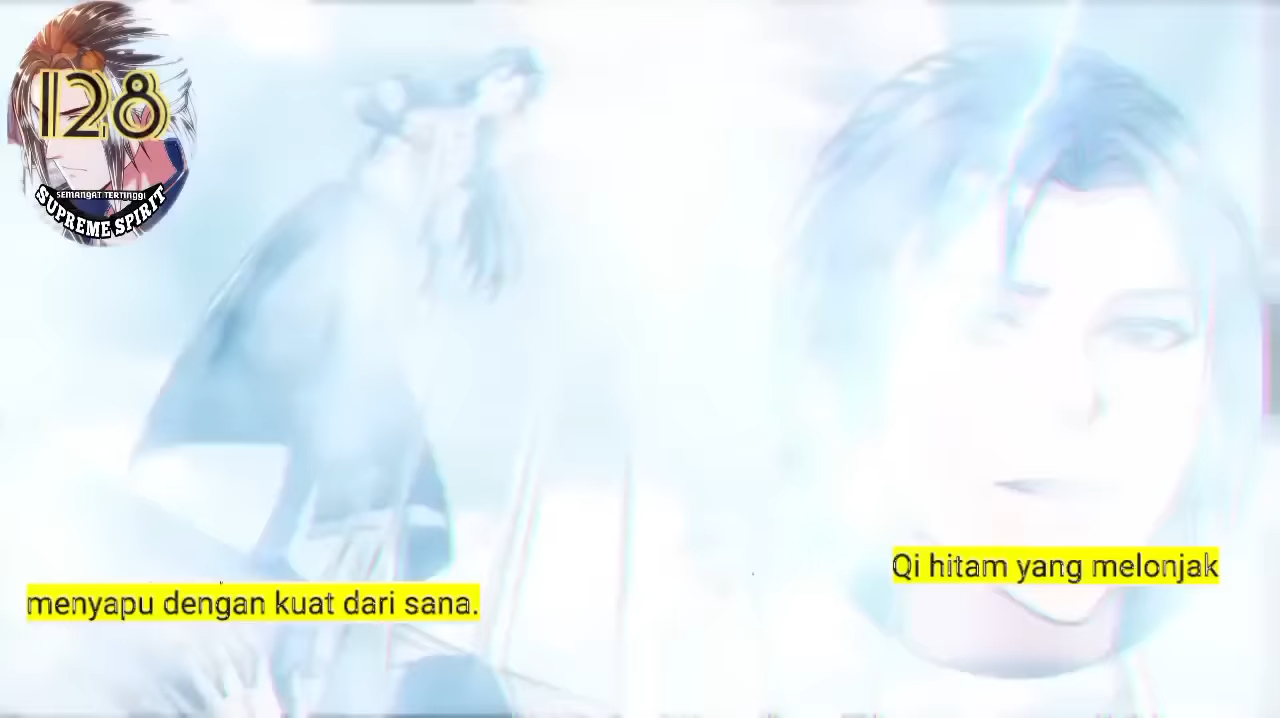 128
SEMANGAT TERTINGGI
SUPREME SPIRIT
Qi hitam yang melonjak
menyapu dengan kuat dari sana.